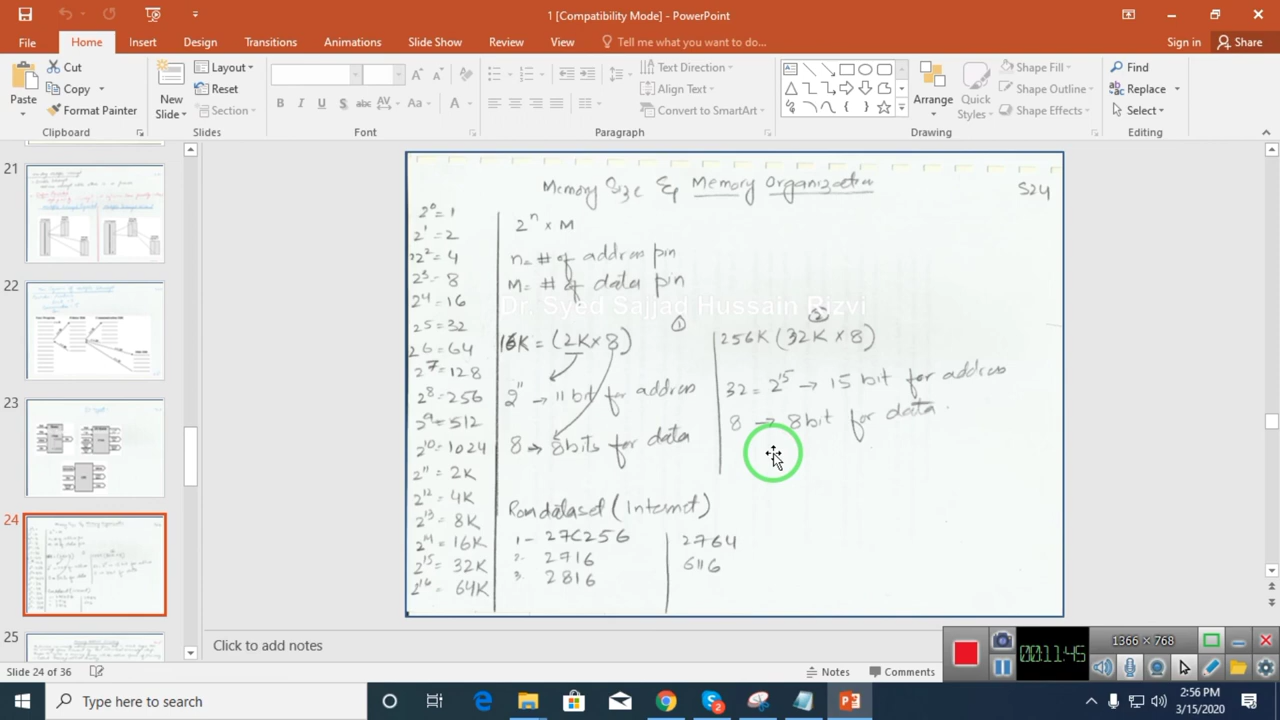 1 [Compatibility Mode] - PowerPoint
File Home Insert Design Transitions Animations Slide Show Review View Tell me what you want to do... Sign in Share
Paste
Cut
Copy
Format Painter
Clipboard
New Slide
Layout
Reset
Section
Slides
B I U S abc AV Aa A
Font
Text Direction
Align Text
Convert to SmartArt
Paragraph
Arrange
Quick Styles
Shape Fill
Shape Outline
Shape Effects
Drawing
Find
Replace
Select
Editing
21
22
23
24
25
Memory Size & Memory Organization S24
2⁰ = 1
2¹ = 2
2² = 4
2³ = 8
2⁴ = 16
2⁵ = 32
2⁶ = 64
2⁷ = 128
2⁸ = 256
2⁹ = 512
2¹⁰ = 1024
2¹¹ = 2K
2¹² = 4K
2¹³ = 8K
2¹⁴ = 16K
2¹⁵ = 32K
2¹⁶ = 64K
2ⁿ × M
n = # of address pin
M = # of data pin
Dr. Syed Sajjad Hussain Rizvi
①
16K = (2K × 8)
2¹¹ → 11 bit for address
8 → 8bits for data
②
256K (32K × 8)
32 = 2¹⁵ → 15 bit for address
8 → 8bit for data.
Rom dataset (Internet)
1- 27C256
2. 2716
3. 2816
2764
6116
Click to add notes
Slide 24 of 36
Notes Comments
1366 × 768
00:11:45
Type here to search
2:56 PM
3/15/2020